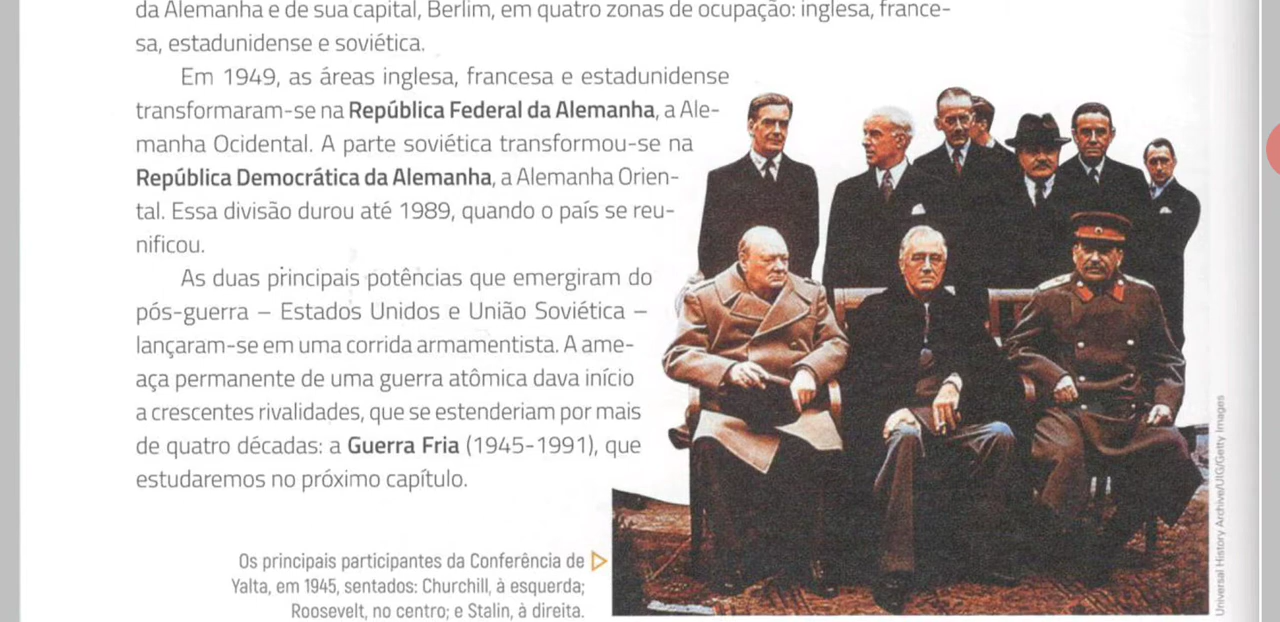 da Alemanha e de sua capital, Berlim, em quatro zonas de ocupação: inglesa, france-
sa, estadunidense e soviética.
Em 1949, as áreas inglesa, francesa e estadunidense
transformaram-se na República Federal da Alemanha, a Ale-
manha Ocidental. A parte soviética transformou-se na
República Democrática da Alemanha, a Alemanha Orien-
tal. Essa divisão durou até 1989, quando o país se reu-
nificou.
As duas principais potências que emergiram do
pós-guerra – Estados Unidos e União Soviética –
lançaram-se em uma corrida armamentista. A ame-
aça permanente de uma guerra atômica dava início
a crescentes rivalidades, que se estenderiam por mais
de quatro décadas: a Guerra Fria (1945-1991), que
estudaremos no próximo capítulo.
Os principais participantes da Conferência de
Yalta, em 1945, sentados: Churchill, à esquerda;
Roosevelt, no centro; e Stalin, à direita.
Universal History Archive/UIG/Getty Images